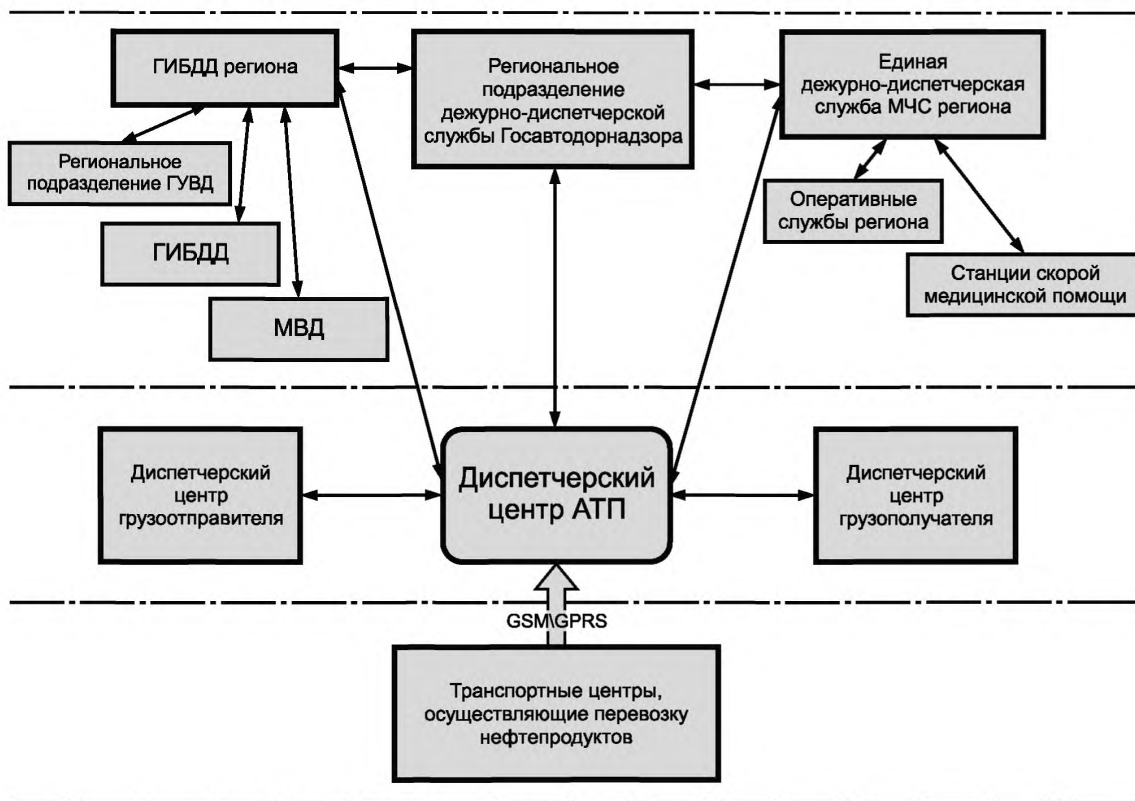 ГИБДД региона
Региональное
подразделение
дежурно-диспетчерской
службы Госавтодорнадзора
Единая
дежурно-диспетчерская
служба МЧС региона
Региональное
подразделение ГУВД
ГИБДД
МВД
Оперативные
службы региона
Станции скорой
медицинской помощи
Диспетчерский
центр
грузоотправителя
Диспетчерский
центр АТП
Диспетчерский
центр
грузополучателя
GSM\GPRS
Транспортные центры,
осуществляющие перевозку
нефтепродуктов